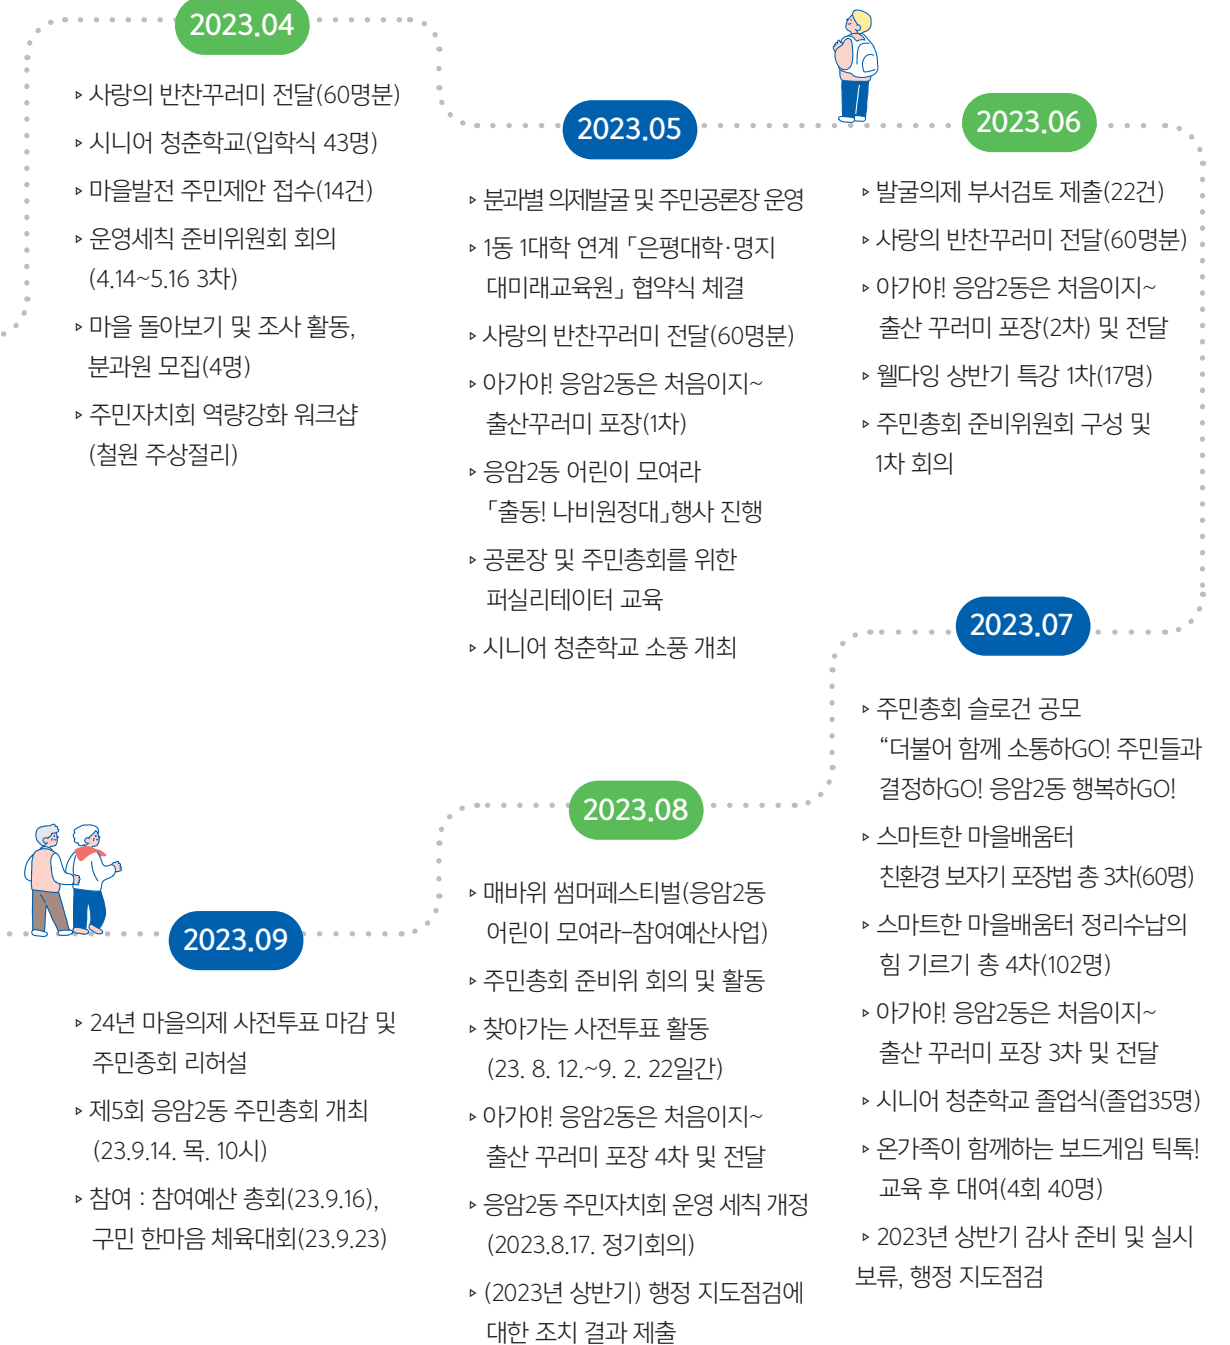 2023.04
▹ 사랑의 반찬꾸러미 전달(60명분)
▹ 시니어 청춘학교(입학식 43명)
▹ 마을발전 주민제안 접수(14건)
▹ 운영세칙 준비위원회 회의
(4.14~5.16 3차)
▹ 마을 돌아보기 및 조사 활동,
분과원 모집(4명)
▹ 주민자치회 역량강화 워크샵
(철원 주상절리)
2023.05
▹ 분과별 의제발굴 및 주민공론장 운영
▹ 1동 1대학 연계 「은평대학·명지
대미래교육원」 협약식 체결
▹ 사랑의 반찬꾸러미 전달(60명분)
▹ 아가야! 응암2동은 처음이지~
출산꾸러미 포장(1차)
▹ 응암2동 어린이 모여라
「출동! 나비원정대」행사 진행
▹ 공론장 및 주민총회를 위한
퍼실리테이터 교육
▹ 시니어 청춘학교 소풍 개최
2023.06
▹ 발굴의제 부서검토 제출(22건)
▹ 사랑의 반찬꾸러미 전달(60명분)
▹ 아가야! 응암2동은 처음이지~
출산 꾸러미 포장(2차) 및 전달
▹ 웰다잉 상반기 특강 1차(17명)
▹ 주민총회 준비위원회 구성 및
1차 회의
2023.07
▹ 주민총회 슬로건 공모
“더불어 함께 소통하GO! 주민들과
결정하GO! 응암2동 행복하GO!
▹ 스마트한 마을배움터
친환경 보자기 포장법 총 3차(60명)
▹ 스마트한 마을배움터 정리수납의
힘 기르기 총 4차(102명)
▹ 아가야! 응암2동은 처음이지~
출산 꾸러미 포장 3차 및 전달
▹ 시니어 청춘학교 졸업식(졸업35명)
▹ 온가족이 함께하는 보드게임 틱톡!
교육 후 대여(4회 40명)
▹ 2023년 상반기 감사 준비 및 실시
보류, 행정 지도점검
2023.08
▹ 매바위 썸머페스티벌(응암2동
어린이 모여라-참여예산사업)
▹ 주민총회 준비위 회의 및 활동
▹ 찾아가는 사전투표 활동
(23. 8. 12.~9. 2. 22일간)
▹ 아가야! 응암2동은 처음이지~
출산 꾸러미 포장 4차 및 전달
▹ 응암2동 주민자치회 운영 세칙 개정
(2023.8.17. 정기회의)
▹ (2023년 상반기) 행정 지도점검에
대한 조치 결과 제출
2023.09
▹ 24년 마을의제 사전투표 마감 및
주민종회 리허설
▹ 제5회 응암2동 주민총회 개최
(23.9.14. 목. 10시)
▹ 참여 : 참여예산 총회(23.9.16),
구민 한마음 체육대회(23.9.23)